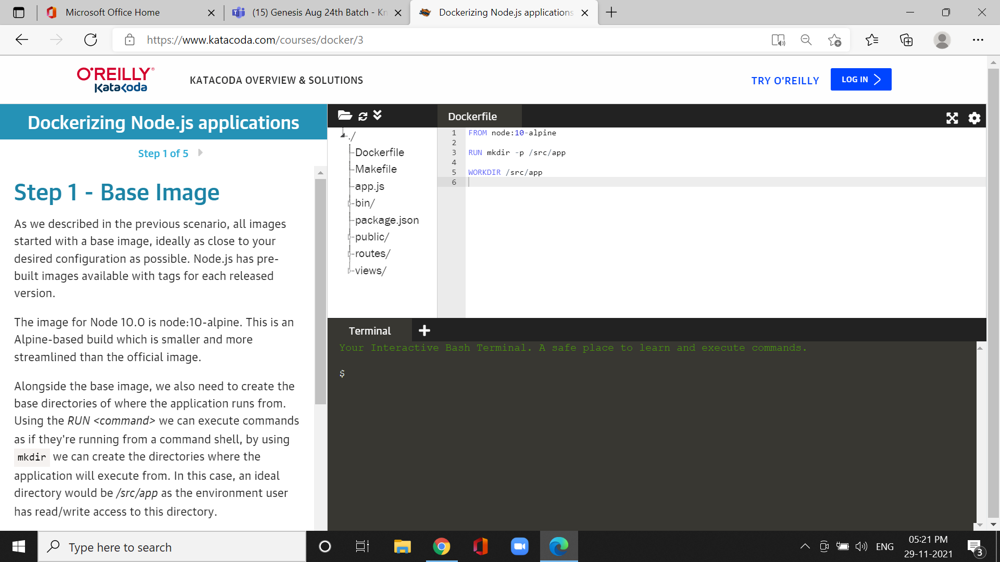 Microsoft Office Home
(15) Genesis Aug 24th Batch - Kn
Dockerizing Node.js applications
https://www.katacoda.com/courses/docker/3
O'REILLY®
Katacoda
KATACODA OVERVIEW & SOLUTIONS
TRY O'REILLY
LOG IN
Dockerizing Node.js applications
Step 1 of 5
Step 1 - Base Image
As we described in the previous scenario, all images
started with a base image, ideally as close to your
desired configuration as possible. Node.js has pre-
built images available with tags for each released
version.
The image for Node 10.0 is node:10-alpine. This is an
Alpine-based build which is smaller and more
streamlined than the official image.
Alongside the base image, we also need to create the
base directories of where the application runs from.
Using the RUN <command> we can execute commands
as if they're running from a command shell, by using
mkdir we can create the directories where the
application will execute from. In this case, an ideal
directory would be /src/app as the environment user
has read/write access to this directory.
./
Dockerfile
Makefile
app.js
bin/
package.json
public/
routes/
views/
Dockerfile
1 FROM node:10-alpine
2
3 RUN mkdir -p /src/app
4
5 WORKDIR /src/app
6
Terminal
Your Interactive Bash Terminal. A safe place to learn and execute commands.
$
Type here to search
ENG
05:21 PM
29-11-2021
3